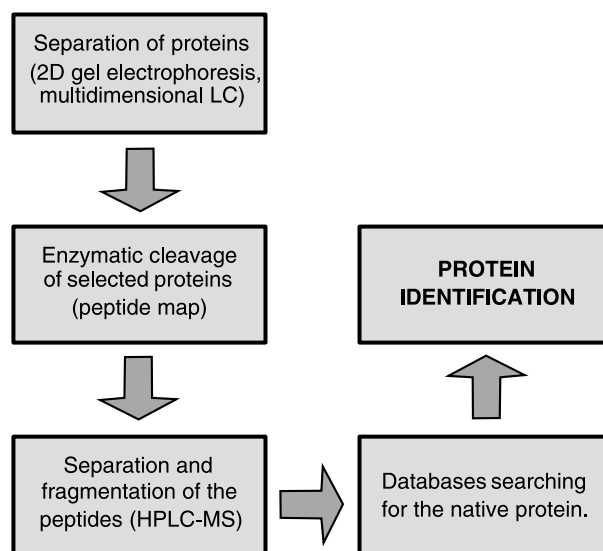 Separation of proteins
(2D gel electrophoresis,
multidimensional LC)
Enzymatic cleavage
of selected proteins
(peptide map)
Separation and
fragmentation of the
peptides (HPLC-MS)
Databases searching
for the native protein.
PROTEIN
IDENTIFICATION